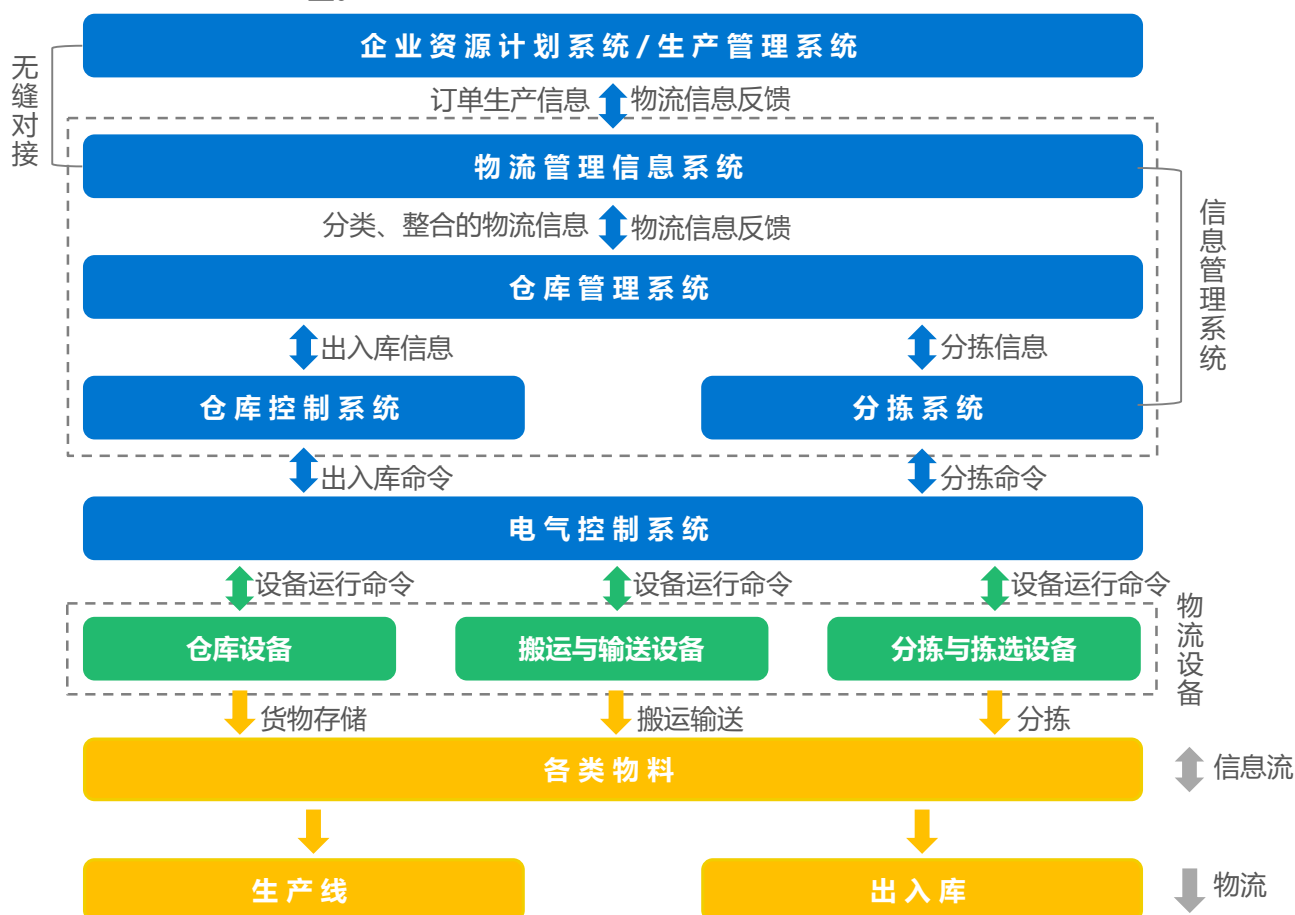 企业资源计划系统/生产管理系统
无缝对接
订单生产信息 物流信息反馈
物流管理信息系统
分类、整合的物流信息 物流信息反馈
信息管理系统
仓库管理系统
出入库信息 分拣信息
仓库控制系统 分拣系统
出入库命令 分拣命令
电气控制系统
设备运行命令 设备运行命令 设备运行命令
物流设备
仓库设备 搬运与输送设备 分拣与拣选设备
货物存储 搬运输送 分拣
各类物料
信息流
生产线 出入库
物流